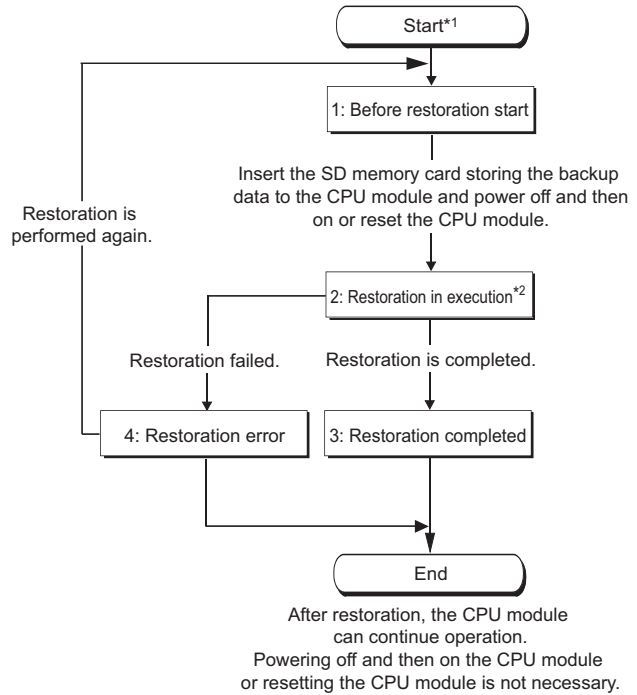 Start*1
1: Before restoration start
Insert the SD memory card storing the backup
data to the CPU module and power off and then
on or reset the CPU module.
Restoration is
performed again.
2: Restoration in execution*2
Restoration failed.
Restoration is completed.
4: Restoration error
3: Restoration completed
End
After restoration, the CPU module
can continue operation.
Powering off and then on the CPU module
or resetting the CPU module is not necessary.